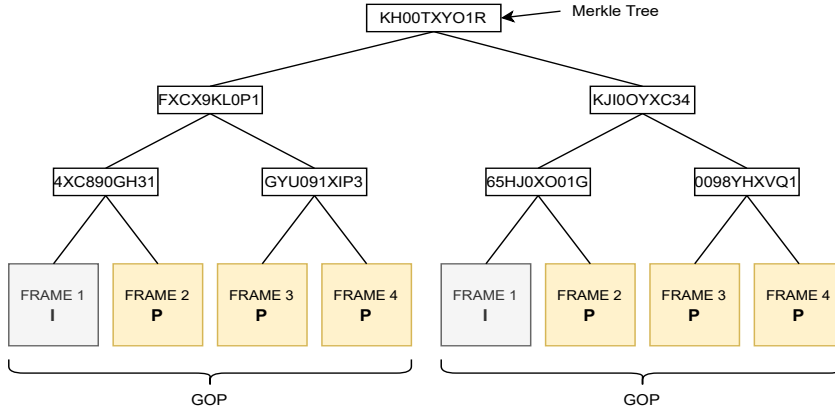 KH00TXYO1R
Merkle Tree
FXCX9KL0P1
KJI0OYXC34
4XC890GH31
GYU091XIP3
65HJ0XO01G
0098YHXVQ1
FRAME 1
I
FRAME 2
P
FRAME 3
P
FRAME 4
P
FRAME 1
I
FRAME 2
P
FRAME 3
P
FRAME 4
P
GOP
GOP